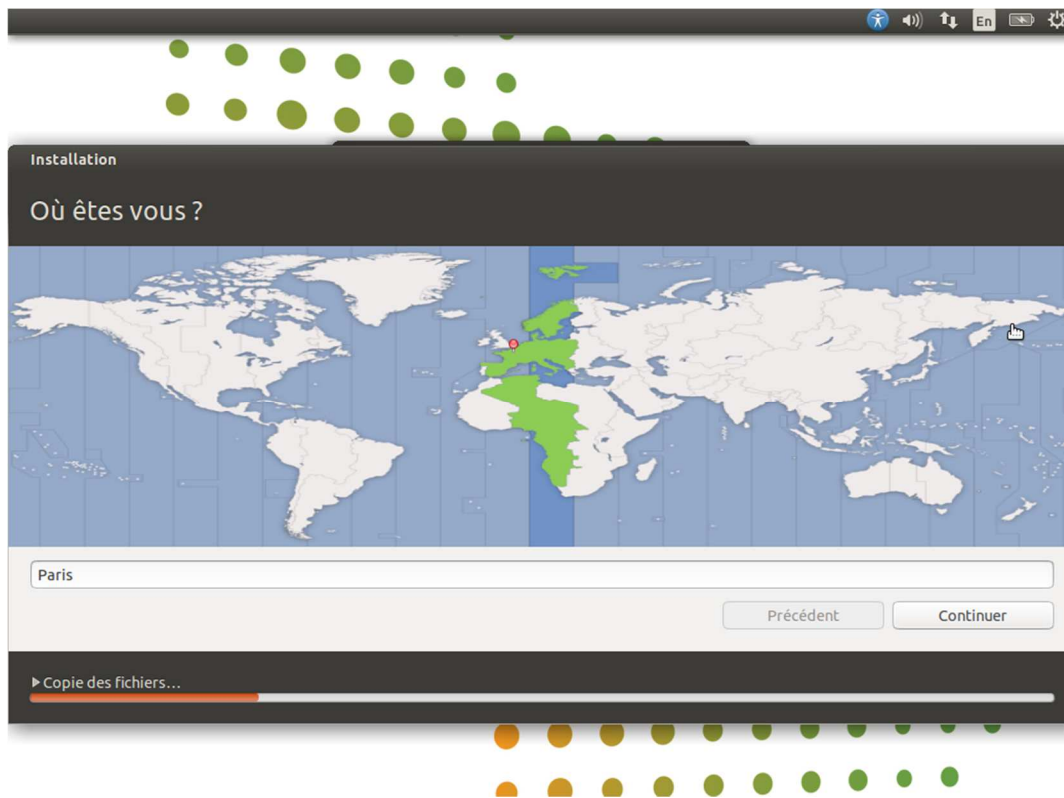 En
Installation
Où êtes vous ?
Paris
Précédent
Continuer
Copie des fichiers...